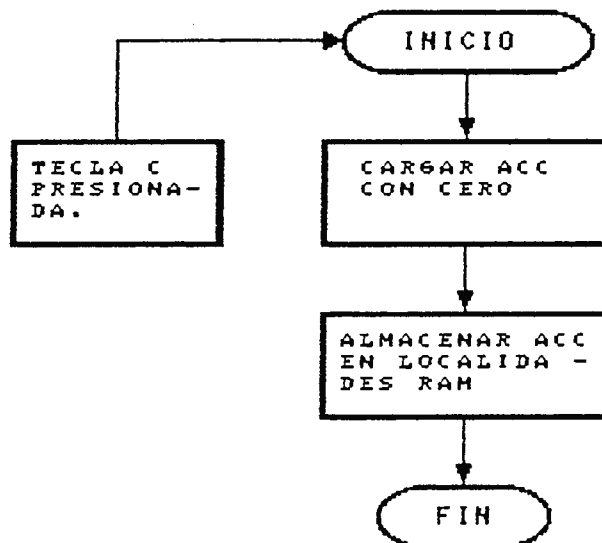 INICIO
TECLA C
PRESIONA-
DA.
CARGAR ACC
CON CERO
ALMACENAR ACC
EN LOCALIDA -
DES RAM
FIN